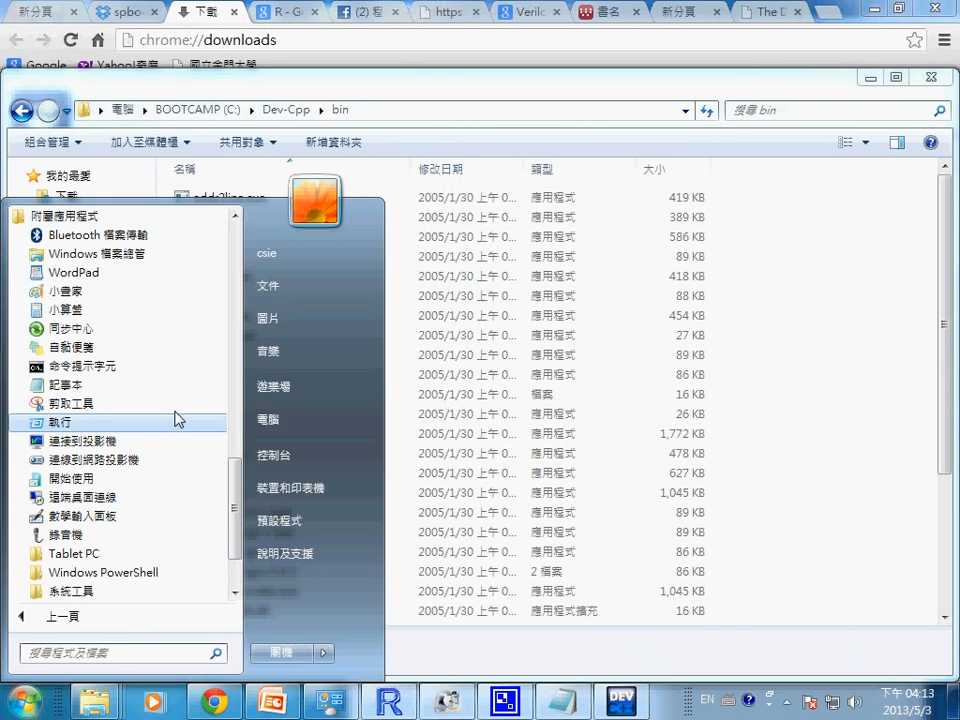 新分頁
spbo
下載
R - G
(2) 程
https
Verilo
書名
新分頁
The D
chrome://downloads
Google
Yahoo!奇摩
國立金門大學
電腦 BOOTCAMP (C:) Dev-Cpp bin
搜尋 bin
組合管理 加入至媒體櫃 共用對象 新增資料夾
名稱 修改日期 類型 大小
我的最愛
下載
2005/1/30 上午 0... 應用程式 419 KB
2005/1/30 上午 0... 應用程式 389 KB
2005/1/30 上午 0... 應用程式 586 KB
2005/1/30 上午 0... 應用程式 89 KB
2005/1/30 上午 0... 應用程式 418 KB
2005/1/30 上午 0... 應用程式 88 KB
2005/1/30 上午 0... 應用程式 454 KB
2005/1/30 上午 0... 應用程式 27 KB
2005/1/30 上午 0... 應用程式 89 KB
2005/1/30 上午 0... 應用程式 86 KB
2005/1/30 上午 0... 檔案 16 KB
2005/1/30 上午 0... 應用程式 26 KB
2005/1/30 上午 0... 應用程式 1,772 KB
2005/1/30 上午 0... 應用程式 478 KB
2005/1/30 上午 0... 應用程式 627 KB
2005/1/30 上午 0... 應用程式 1,045 KB
2005/1/30 上午 0... 應用程式 89 KB
2005/1/30 上午 0... 應用程式 89 KB
2005/1/30 上午 0... 應用程式 86 KB
2005/1/30 上午 0... 2 檔案 86 KB
2005/1/30 上午 0... 應用程式 1,045 KB
2005/1/30 上午 0... 應用程式擴充 16 KB
附屬應用程式
Bluetooth 檔案傳輸
Windows 檔案總管
WordPad
小畫家
小算盤
同步中心
自黏便箋
命令提示字元
記事本
剪取工具
執行
連接到投影機
連線到網路投影機
開始使用
遠端桌面連線
數學輸入面板
錄音機
Tablet PC
Windows PowerShell
系統工具
上一頁
搜尋程式及檔案
csie
文件
圖片
音樂
遊樂場
電腦
控制台
裝置和印表機
預設程式
說明及支援
關機
DEV
C++
EN
下午 04:13
2013/5/3